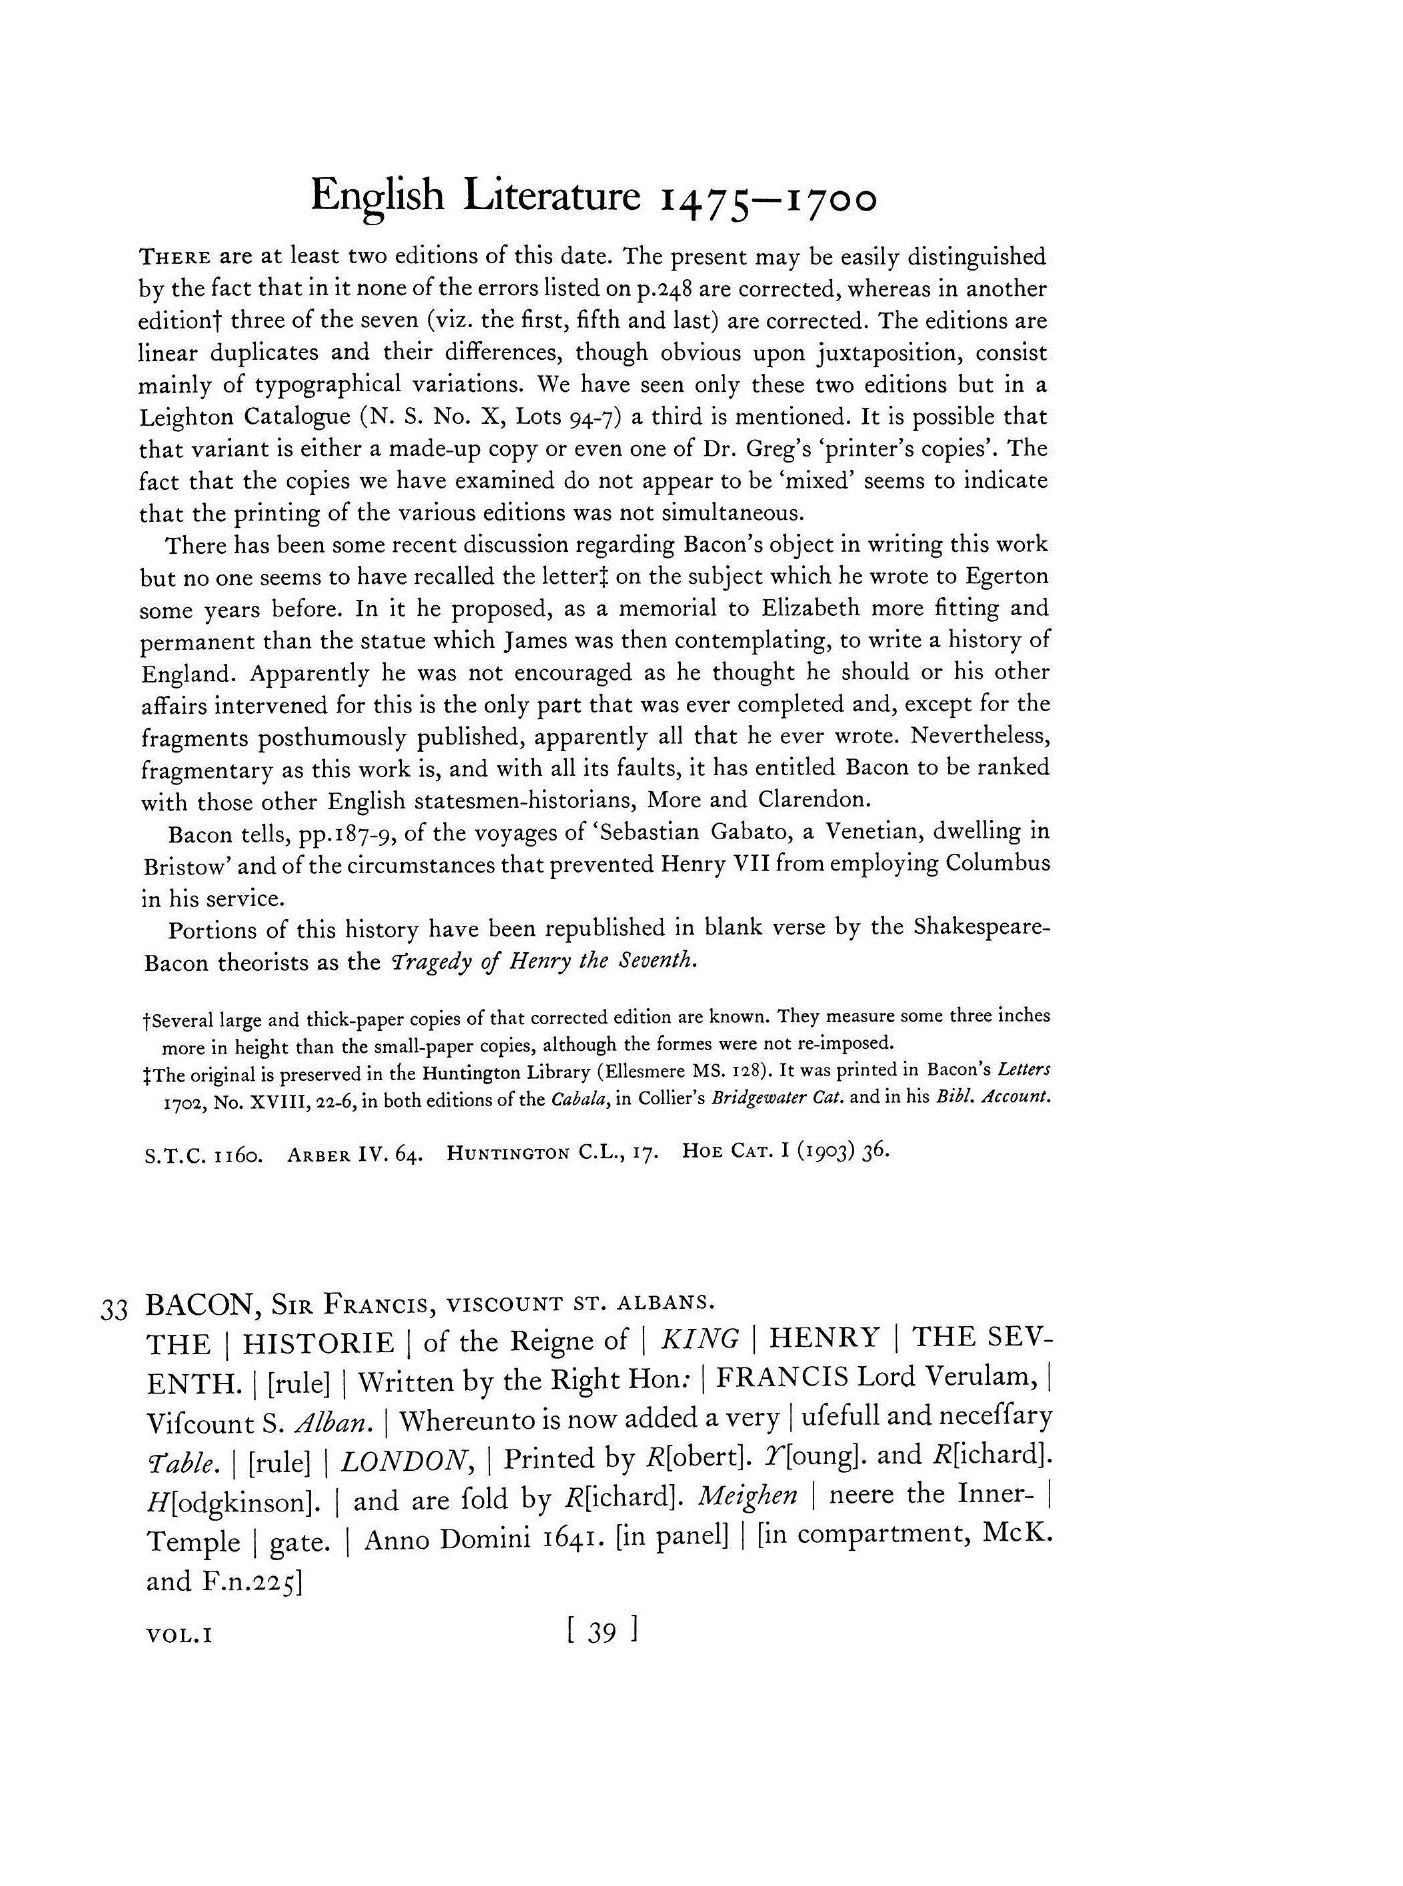 English Literature 1475—1700
THERE are at least two editions of this date. The present may be easily distinguished
by the fact that in it none of the errors listed on p.248 are corrected, whereas in another
edition† three of the seven (viz. the first, fifth and last) are corrected. The editions are
linear duplicates and their differences, though obvious upon juxtaposition, consist
mainly of typographical variations. We have seen only these two editions but in a
Leighton Catalogue (N. S. No. X, Lots 94-7) a third is mentioned. It is possible that
that variant is either a made-up copy or even one of Dr. Greg's ‘printer's copies’. The
fact that the copies we have examined do not appear to be ‘mixed’ seems to indicate
that the printing of the various editions was not simultaneous.
There has been some recent discussion regarding Bacon's object in writing this work
but no one seems to have recalled the letter‡ on the subject which he wrote to Egerton
some years before. In it he proposed, as a memorial to Elizabeth more fitting and
permanent than the statue which James was then contemplating, to write a history of
England. Apparently he was not encouraged as he thought he should or his other
affairs intervened for this is the only part that was ever completed and, except for the
fragments posthumously published, apparently all that he ever wrote. Nevertheless,
fragmentary as this work is, and with all its faults, it has entitled Bacon to be ranked
with those other English statesmen-historians, More and Clarendon.
Bacon tells, pp.187-9, of the voyages of ‘Sebastian Gabato, a Venetian, dwelling in
Bristow’ and of the circumstances that prevented Henry VII from employing Columbus
in his service.
Portions of this history have been republished in blank verse by the Shakespeare-
Bacon theorists as the Tragedy of Henry the Seventh.
†Several large and thick-paper copies of that corrected edition are known. They measure some three inches
more in height than the small-paper copies, although the formes were not re-imposed.
‡The original is preserved in the Huntington Library (Ellesmere MS. 128). It was printed in Bacon's Letters
1702, No. XVIII, 22-6, in both editions of the Cabala, in Collier's Bridgewater Cat. and in his Bibl. Account.
S.T.C. 1160. ARBER IV. 64. HUNTINGTON C.L., 17. HOE CAT. I (1903) 36.
33 BACON, SIR FRANCIS, VISCOUNT ST. ALBANS.
THE | HISTORIE | of the Reigne of | KING | HENRY | THE SEV-
ENTH. | [rule] | Written by the Right Hon: | FRANCIS Lord Verulam, |
Viſcount S. Alban. | Whereunto is now added a very | uſefull and neceſſary
Table. | [rule] | LONDON, | Printed by R[obert]. Y[oung]. and R[ichard].
H[odgkinson]. | and are ſold by R[ichard]. Meighen | neere the Inner- |
Temple | gate. | Anno Domini 1641. [in panel] | [in compartment, McK.
and F.n.225]
VOL.I [ 39 ]